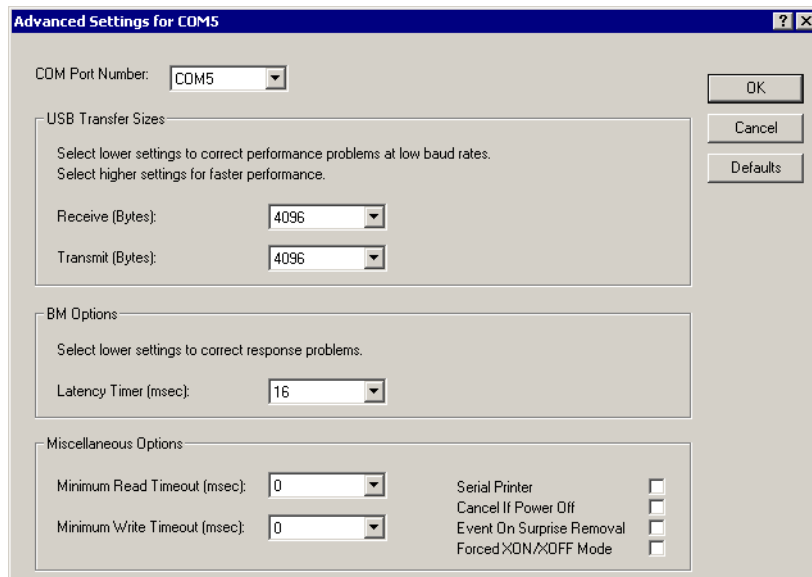 Advanced Settings for COM5
COM Port Number: COM5
OK
Cancel
Defaults
USB Transfer Sizes
Select lower settings to correct performance problems at low baud rates.
Select higher settings for faster performance.
Receive (Bytes): 4096
Transmit (Bytes): 4096
BM Options
Select lower settings to correct response problems.
Latency Timer (msec): 16
Miscellaneous Options
Minimum Read Timeout (msec): 0
Minimum Write Timeout (msec): 0
Serial Printer
Cancel If Power Off
Event On Surprise Removal
Forced XON/XOFF Mode